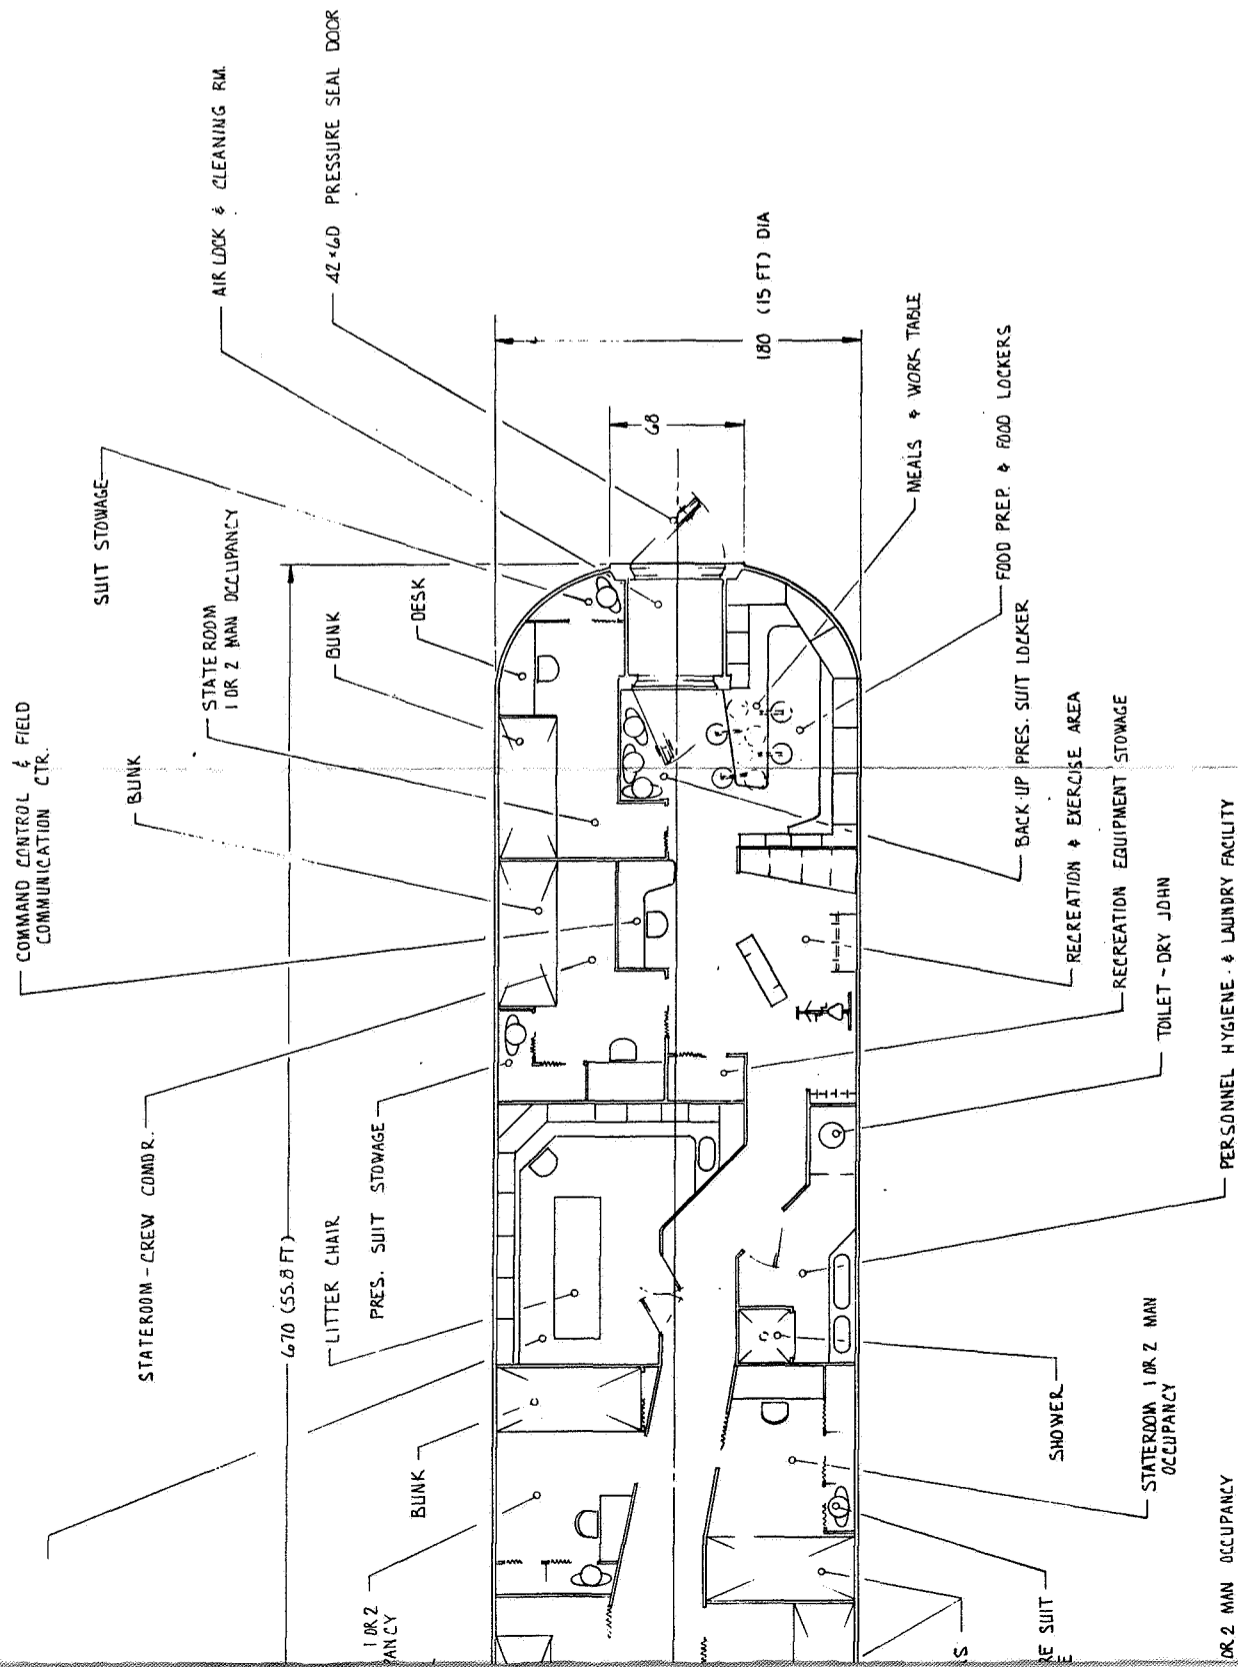 COMMAND CONTROL & FIELD
COMMUNICATION CTR.
BUNK
SUIT STOWAGE
STATEROOM
1 OR 2 MAN OCCUPANCY
BUNK
DESK
AIR LOCK & CLEANING RM.
42×60 PRESSURE SEAL DOOR
STATEROOM - CREW COMDR.
670 (55.8 FT)
LITTER CHAIR
PRES. SUIT STOWAGE
BUNK
1 OR 2
PANCY
68
180 (15 FT) DIA
MEALS & WORK TABLE
FOOD PREP. & FOOD LOCKERS
BACK-UP PRES. SUIT LOCKER
RECREATION & EXERCISE AREA
RECREATION EQUIPMENT STOWAGE
TOILET - DRY JOHN
PERSONNEL HYGIENE & LAUNDRY FACILITY
SHOWER
STATEROOM 1 OR 2 MAN
OCCUPANCY
S
RE SUIT
E
OR 2 MAN OCCUPANCY